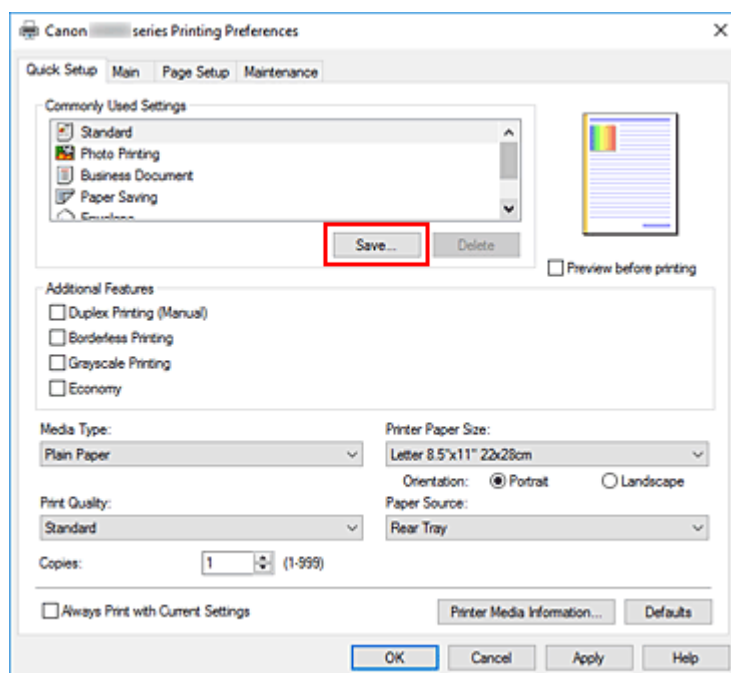 Canon series Printing Preferences
Quick Setup Main Page Setup Maintenance
Commonly Used Settings
Standard
Photo Printing
Business Document
Paper Saving
Envelope
Save... Delete
Preview before printing
Additional Features
Duplex Printing (Manual)
Borderless Printing
Grayscale Printing
Economy
Media Type: Printer Paper Size:
Plain Paper Letter 8.5"x11" 22x28cm
Orientation: Portrait Landscape
Print Quality: Paper Source:
Standard Rear Tray
Copies: 1 (1-999)
Always Print with Current Settings Printer Media Information... Defaults
OK Cancel Apply Help